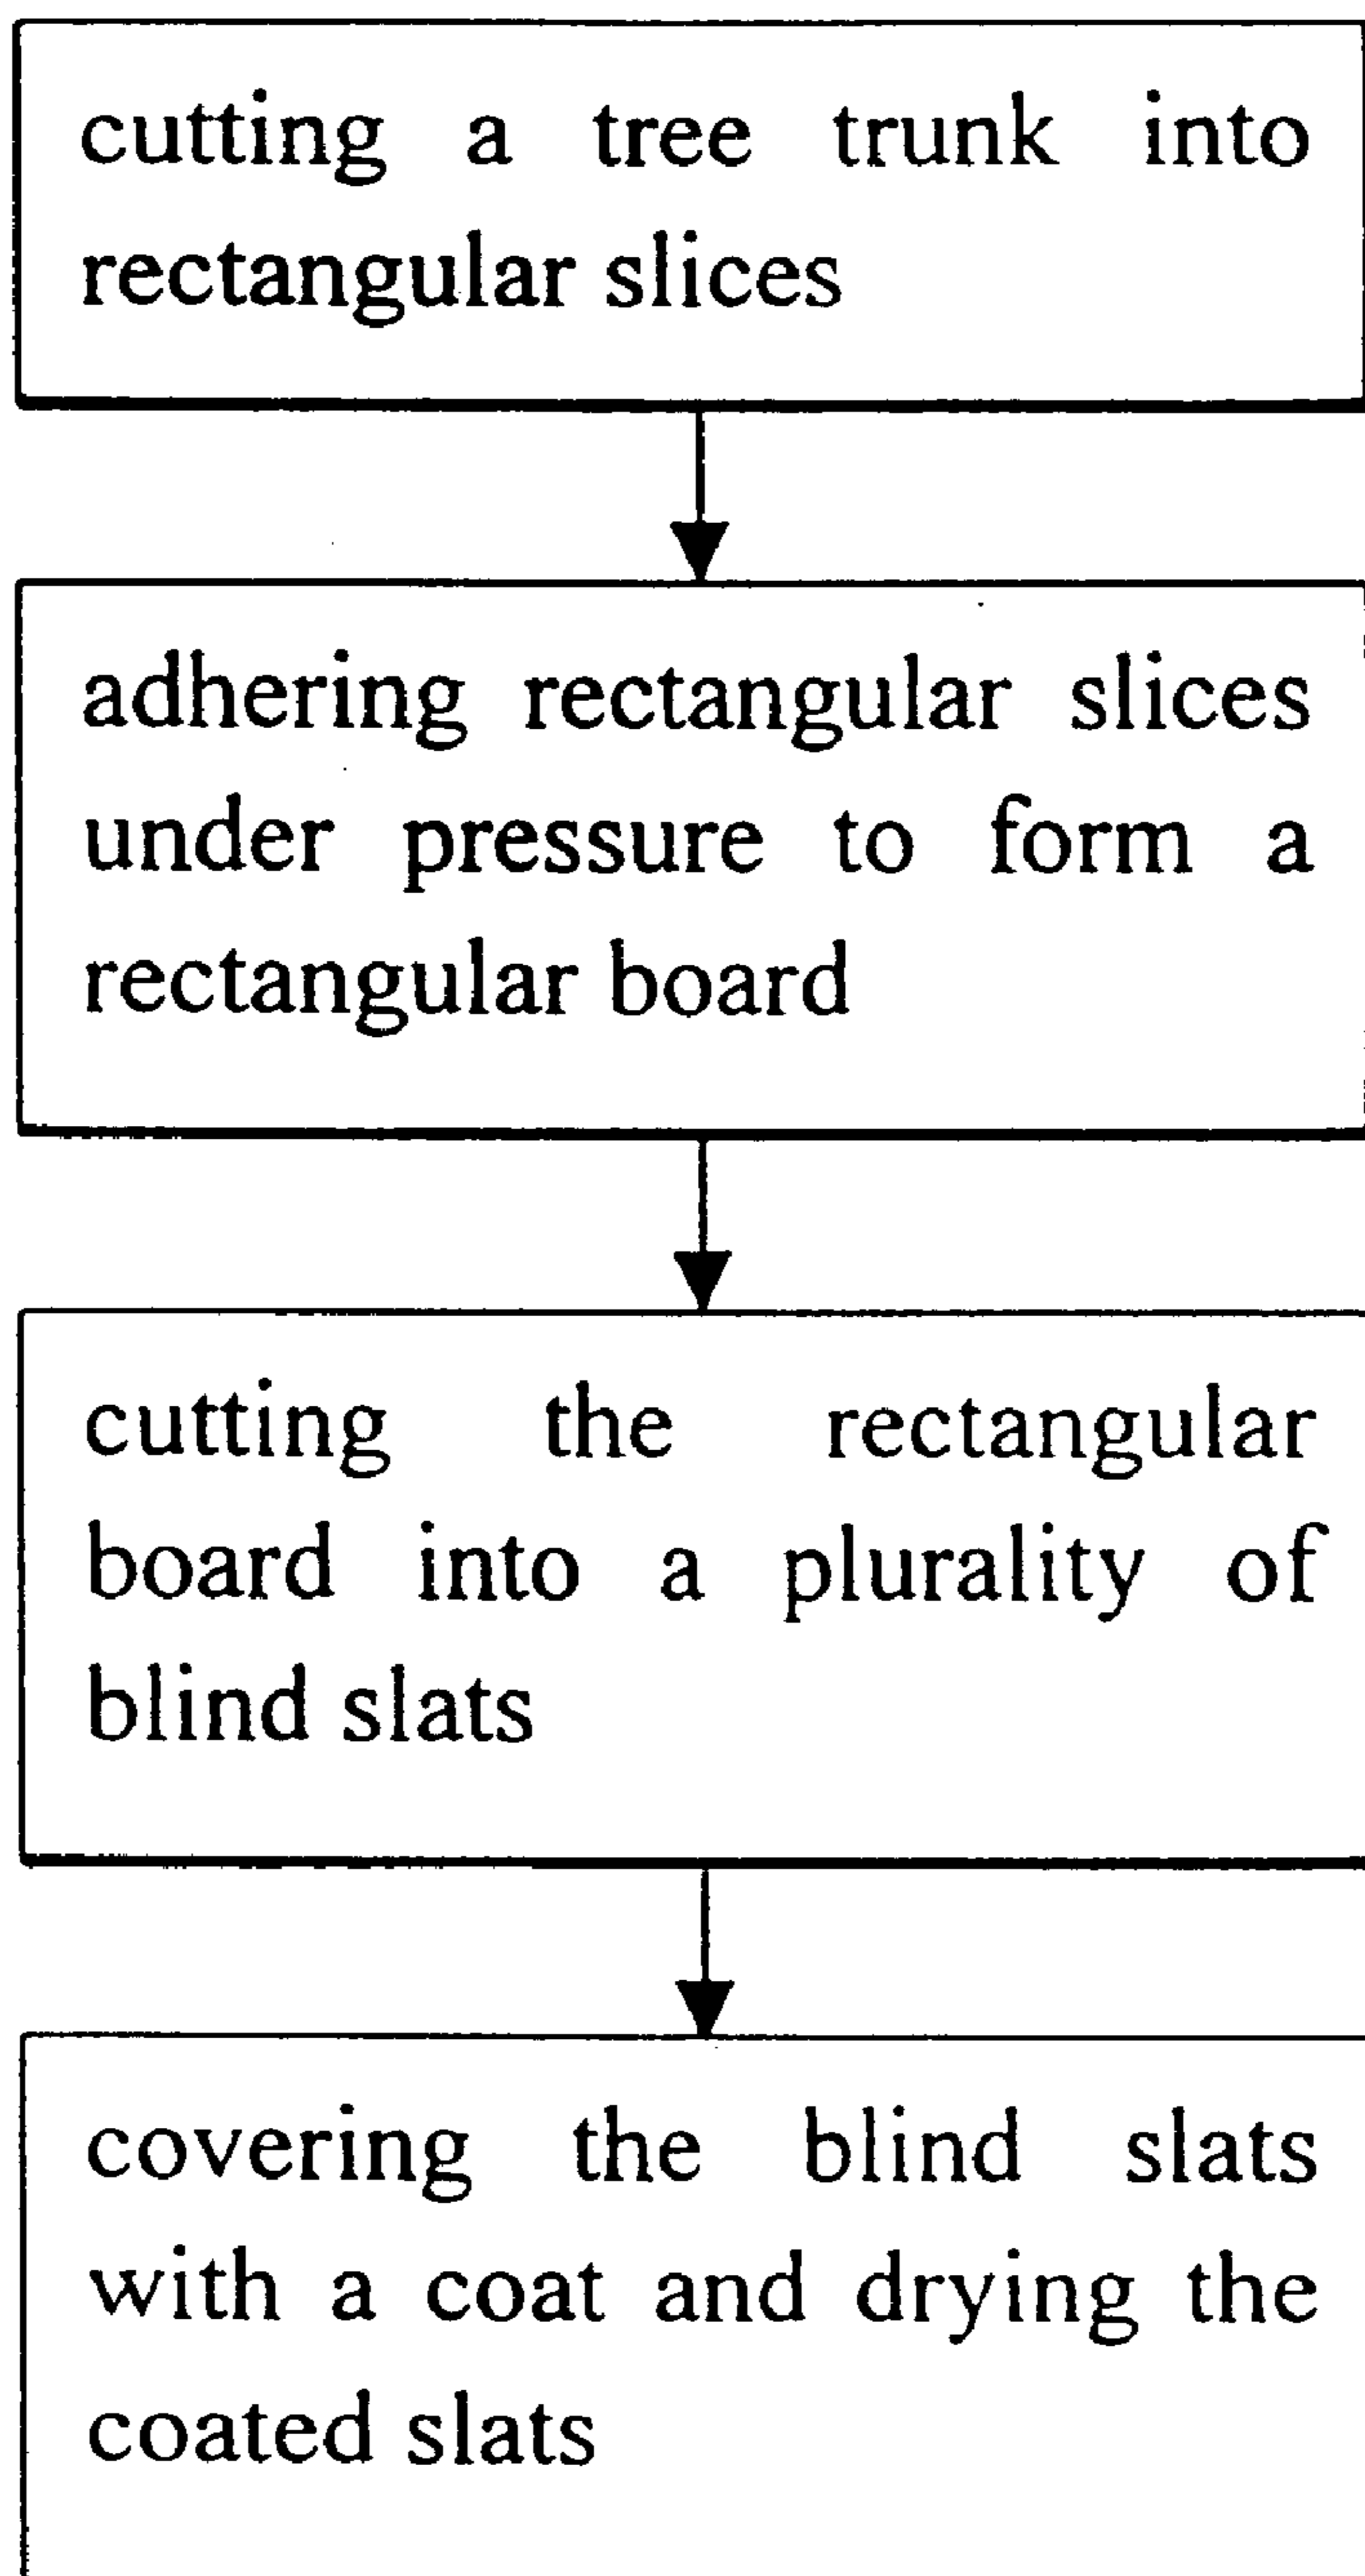 cutting a tree trunk into
rectangular slices
adhering rectangular slices
under pressure to form a
rectangular board
cutting the rectangular
board into a plurality of
blind slats
covering the blind slats
with a coat and drying the
coated slats